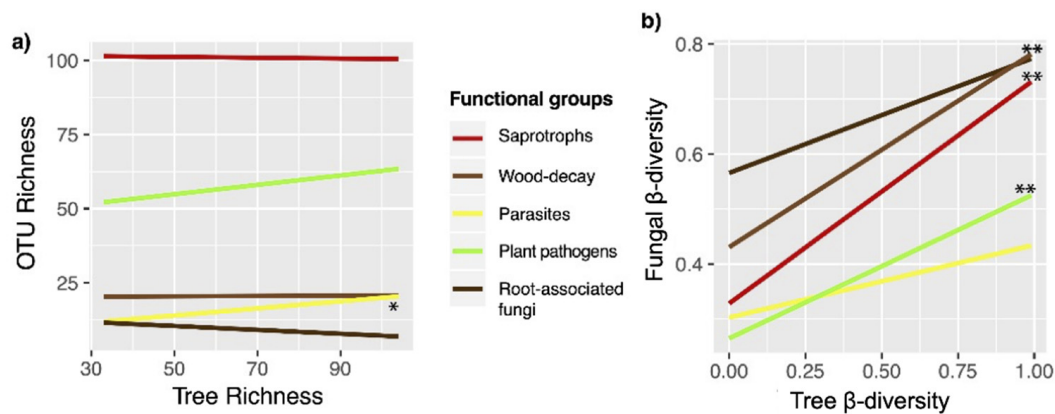 a)
OTU Richness
100
75
50
25
*
30
50
70
90
Tree Richness
Functional groups
Saprotrophs
Wood-decay
Parasites
Plant pathogens
Root-associated
fungi
b)
Fungal β-diversity
0.8
0.6
0.4
**
**
**
0.00
0.25
0.50
0.75
1.00
Tree β-diversity